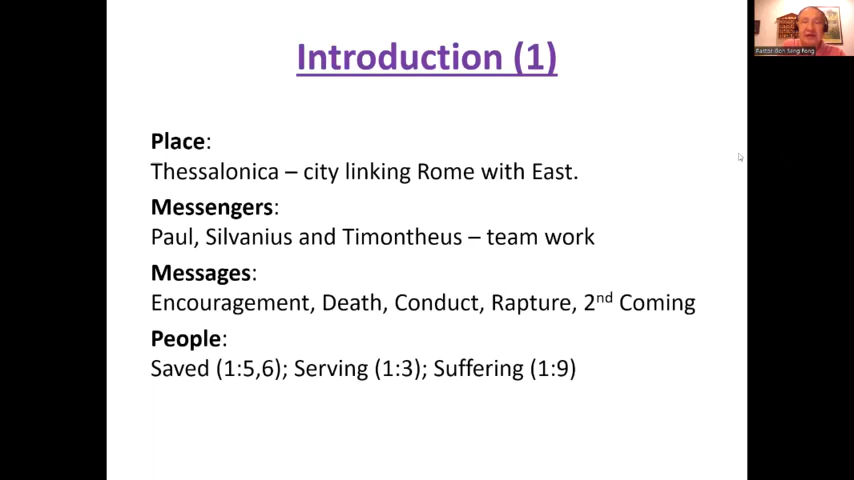 Introduction (1)
Place:
Thessalonica – city linking Rome with East.
Messengers:
Paul, Silvanius and Timontheus – team work
Messages:
Encouragement, Death, Conduct, Rapture, 2nd Coming
People:
Saved (1:5,6); Serving (1:3); Suffering (1:9)